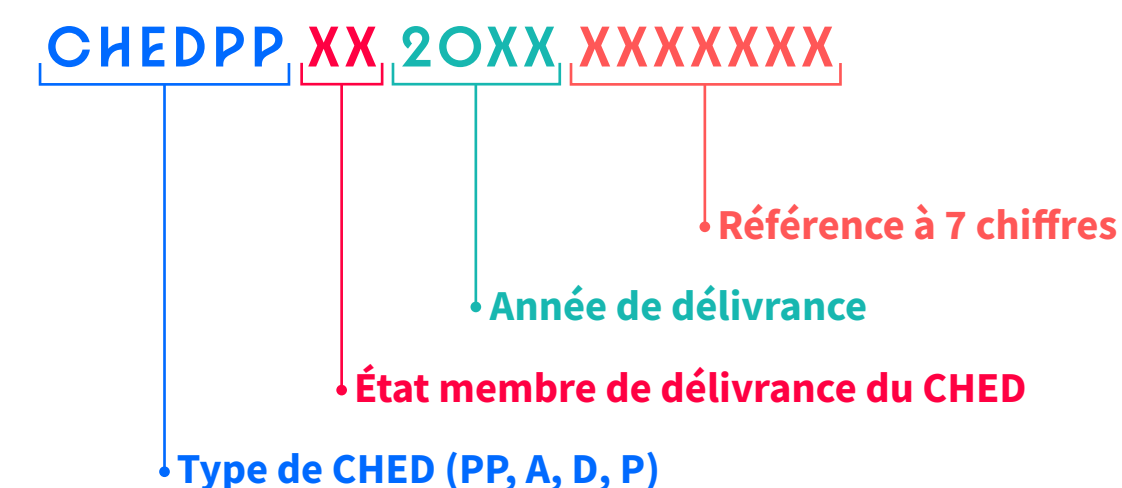 CHEDPP XX 20XX XXXXXXX
Référence à 7 chiffres
Année de délivrance
État membre de délivrance du CHED
Type de CHED (PP, A, D, P)